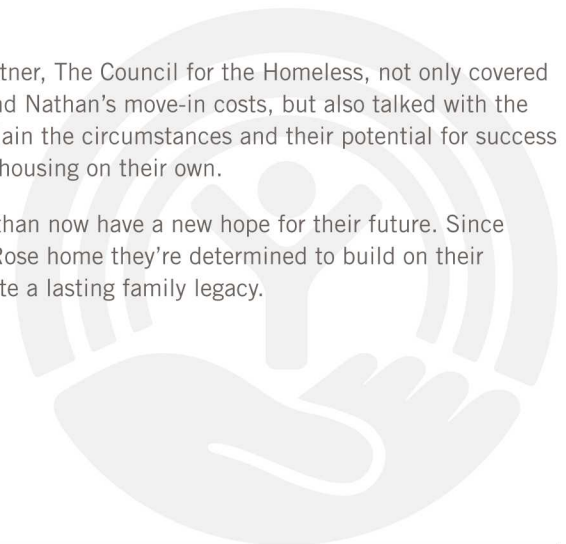 tner, The Council for the Homeless, not only covered
nd Nathan's move-in costs, but also talked with the
ain the circumstances and their potential for success
housing on their own.
than now have a new hope for their future. Since
Rose home they're determined to build on their
te a lasting family legacy.